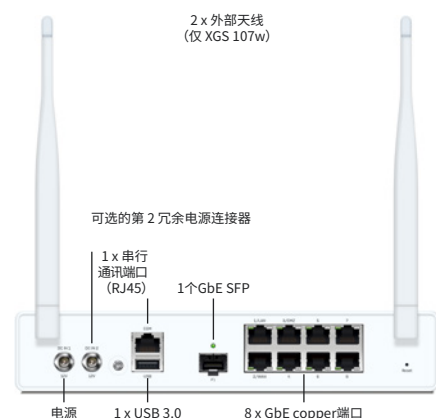 2 x 外部天线
（仅 XGS 107w）
可选的第 2 冗余电源连接器
1 x 串行
通讯端口
（RJ45）
1个GbE SFP
COM
Reset
电源
1 x USB 3.0
8 x GbE copper端口